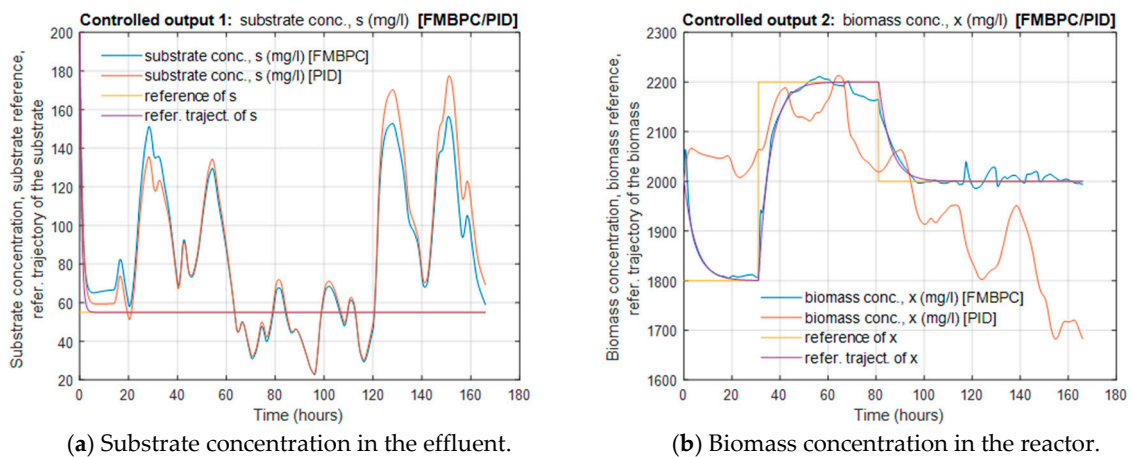 Controlled output 1: substrate conc., s (mg/l) [FMBPC/PID]
Substrate concentration, substrate reference,
refer. trajectory of the substrate
200
180
160
140
120
100
80
60
40
20
substrate conc., s (mg/l) [FMBPC]
substrate conc., s (mg/l) [PID]
reference of s
refer. traject. of s
0 20 40 60 80 100 120 140 160 180
Time (hours)
(a) Substrate concentration in the effluent.
Controlled output 2: biomass conc., x (mg/l) [FMBPC/PID]
Biomass concentration, biomass reference,
refer. trajectory of the biomass
2300
2200
2100
2000
1900
1800
1700
1600
biomass conc., x (mg/l) [FMBPC]
biomass conc., x (mg/l) [PID]
reference of x
refer. traject. of x
0 20 40 60 80 100 120 140 160 180
Time (hours)
(b) Biomass concentration in the reactor.